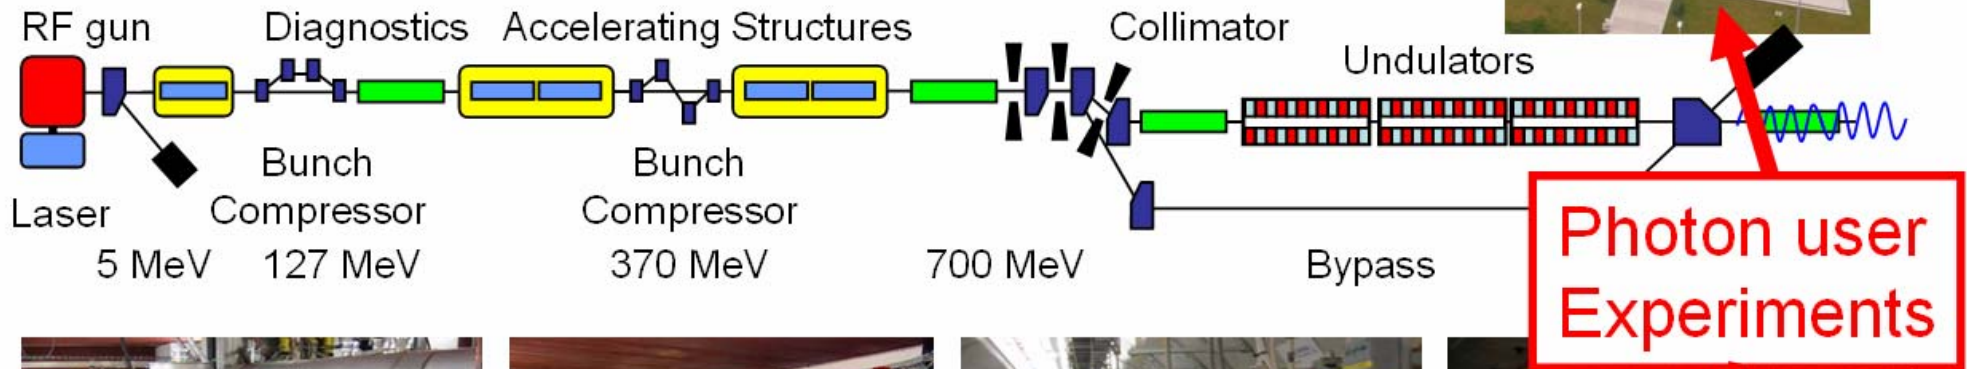 RF gun
Diagnostics
Accelerating Structures
Collimator
Undulators
Laser
Bunch
Compressor
Bunch
Compressor
5 MeV
127 MeV
370 MeV
700 MeV
Bypass
Photon user
Experiments